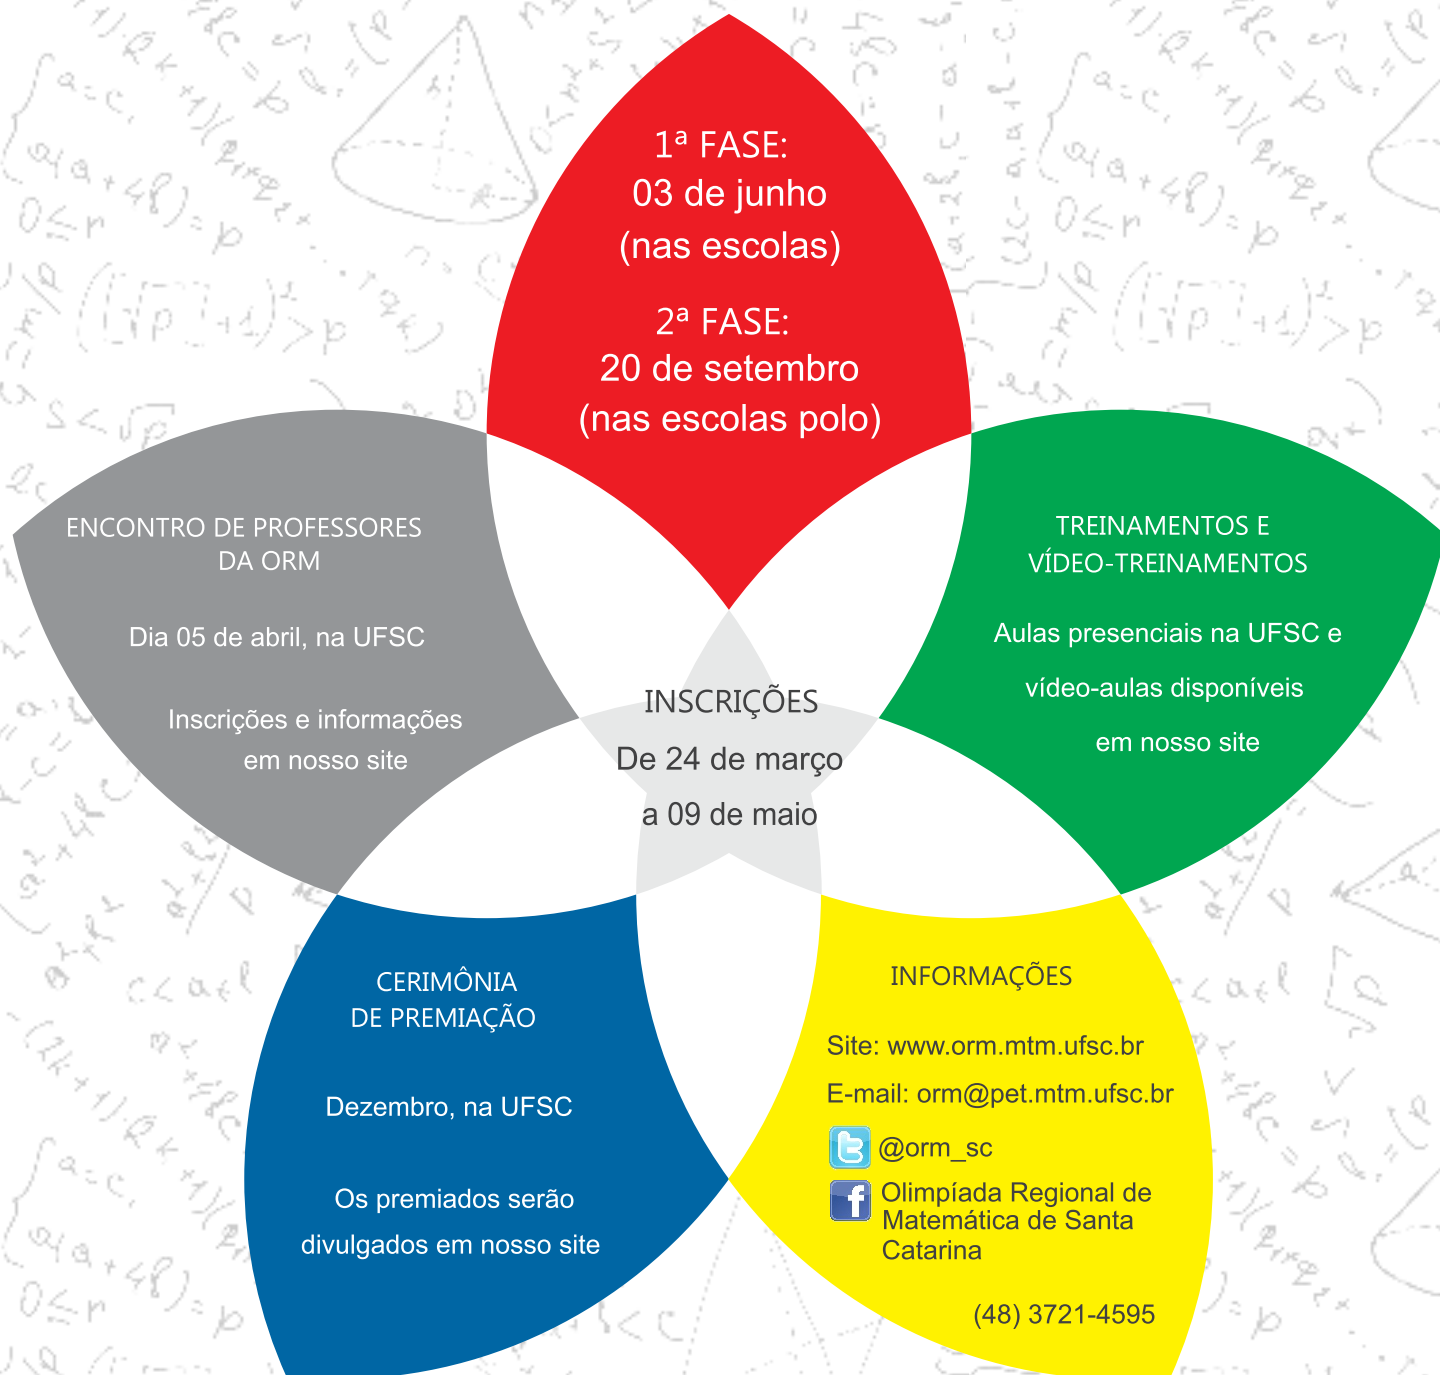 1ª FASE:
03 de junho
(nas escolas)
2ª FASE:
20 de setembro
(nas escolas polo)
ENCONTRO DE PROFESSORES
DA ORM
Dia 05 de abril, na UFSC
Inscrições e informações
em nosso site
TREINAMENTOS E
VÍDEO-TREINAMENTOS
Aulas presenciais na UFSC e
vídeo-aulas disponíveis
em nosso site
INSCRIÇÕES
De 24 de março
a 09 de maio
CERIMÔNIA
DE PREMIAÇÃO
Dezembro, na UFSC
Os premiados serão
divulgados em nosso site
INFORMAÇÕES
Site: www.orm.mtm.ufsc.br
E-mail: orm@pet.mtm.ufsc.br
@orm_sc
Olimpíada Regional de
Matemática de Santa
Catarina
(48) 3721-4595